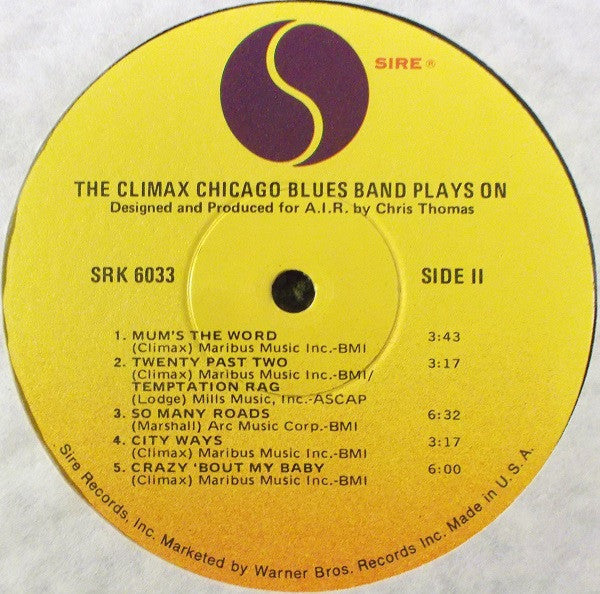 SIRE ®
THE CLIMAX CHICAGO BLUES BAND PLAYS ON
Designed and Produced for A.I.R. by Chris Thomas
SRK 6033 SIDE II
1. MUM'S THE WORD 3:43
(Climax) Maribus Music Inc.-BMI
2. TWENTY PAST TWO 3:17
(Climax) Maribus Music Inc.-BMI/
TEMPTATION RAG
(Lodge) Mills Music, Inc.-ASCAP
3. SO MANY ROADS 6:32
(Marshall) Arc Music Corp.-BMI
4. CITY WAYS 3:17
(Climax) Maribus Music Inc.-BMI
5. CRAZY 'BOUT MY BABY 6:00
(Climax) Maribus Music Inc.-BMI
Sire Records, Inc. Marketed by Warner Bros. Records Inc. Made in U.S.A.